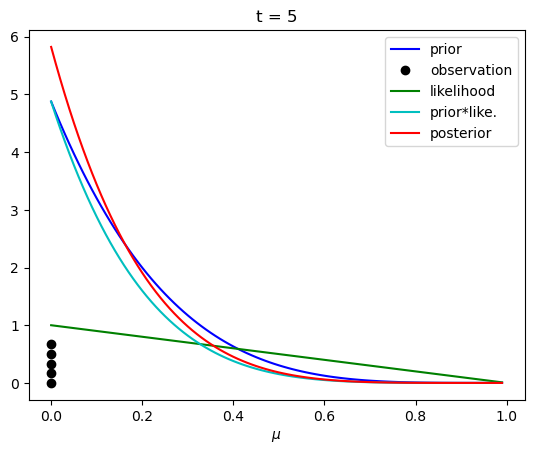 t = 5
prior
observation
likelihood
prior*like.
posterior
6
5
4
3
2
1
0
0.0 0.2 0.4 0.6 0.8 1.0
μ